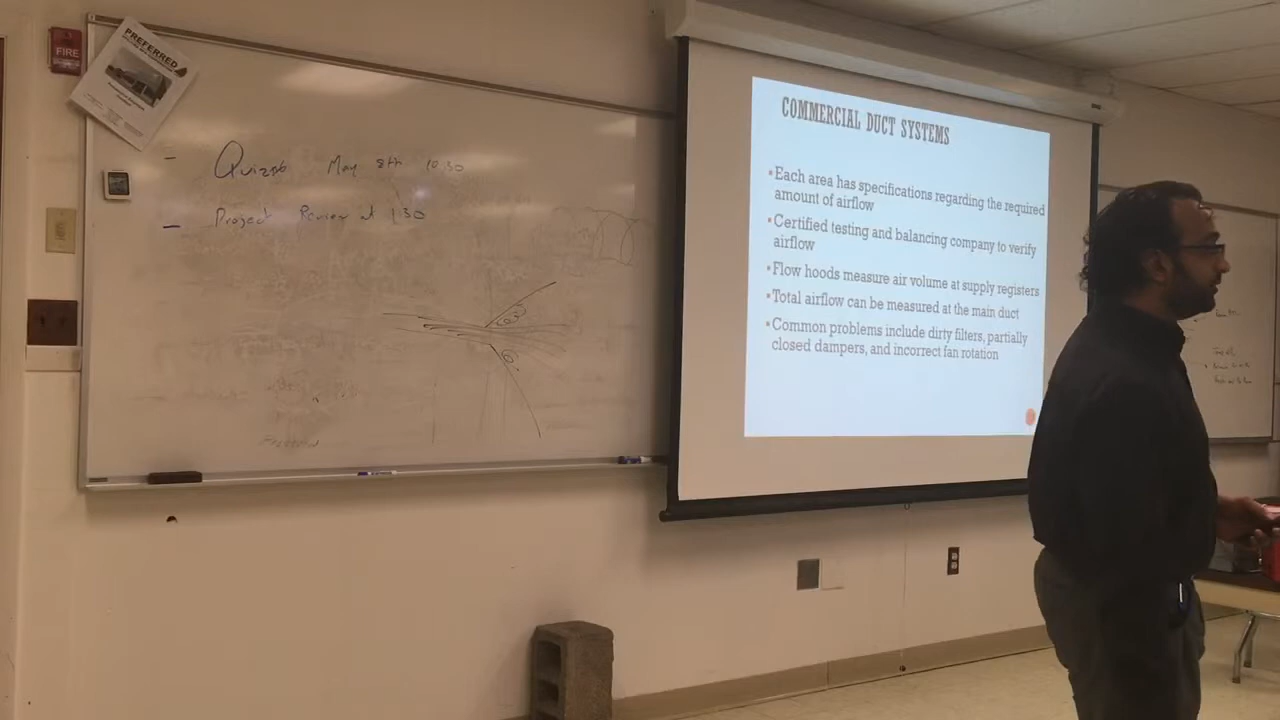 FIRE
PREFERRED
Quiz
May 8th 10:30
Project Review at 1:30
COMMERCIAL DUCT SYSTEMS
▪Each area has specifications regarding the required
amount of airflow
▪Certified testing and balancing company to verify
airflow
▪Flow hoods measure air volume at supply registers
▪Total airflow can be measured at the main duct
▪Common problems include dirty filters, partially
closed dampers, and incorrect fan rotation